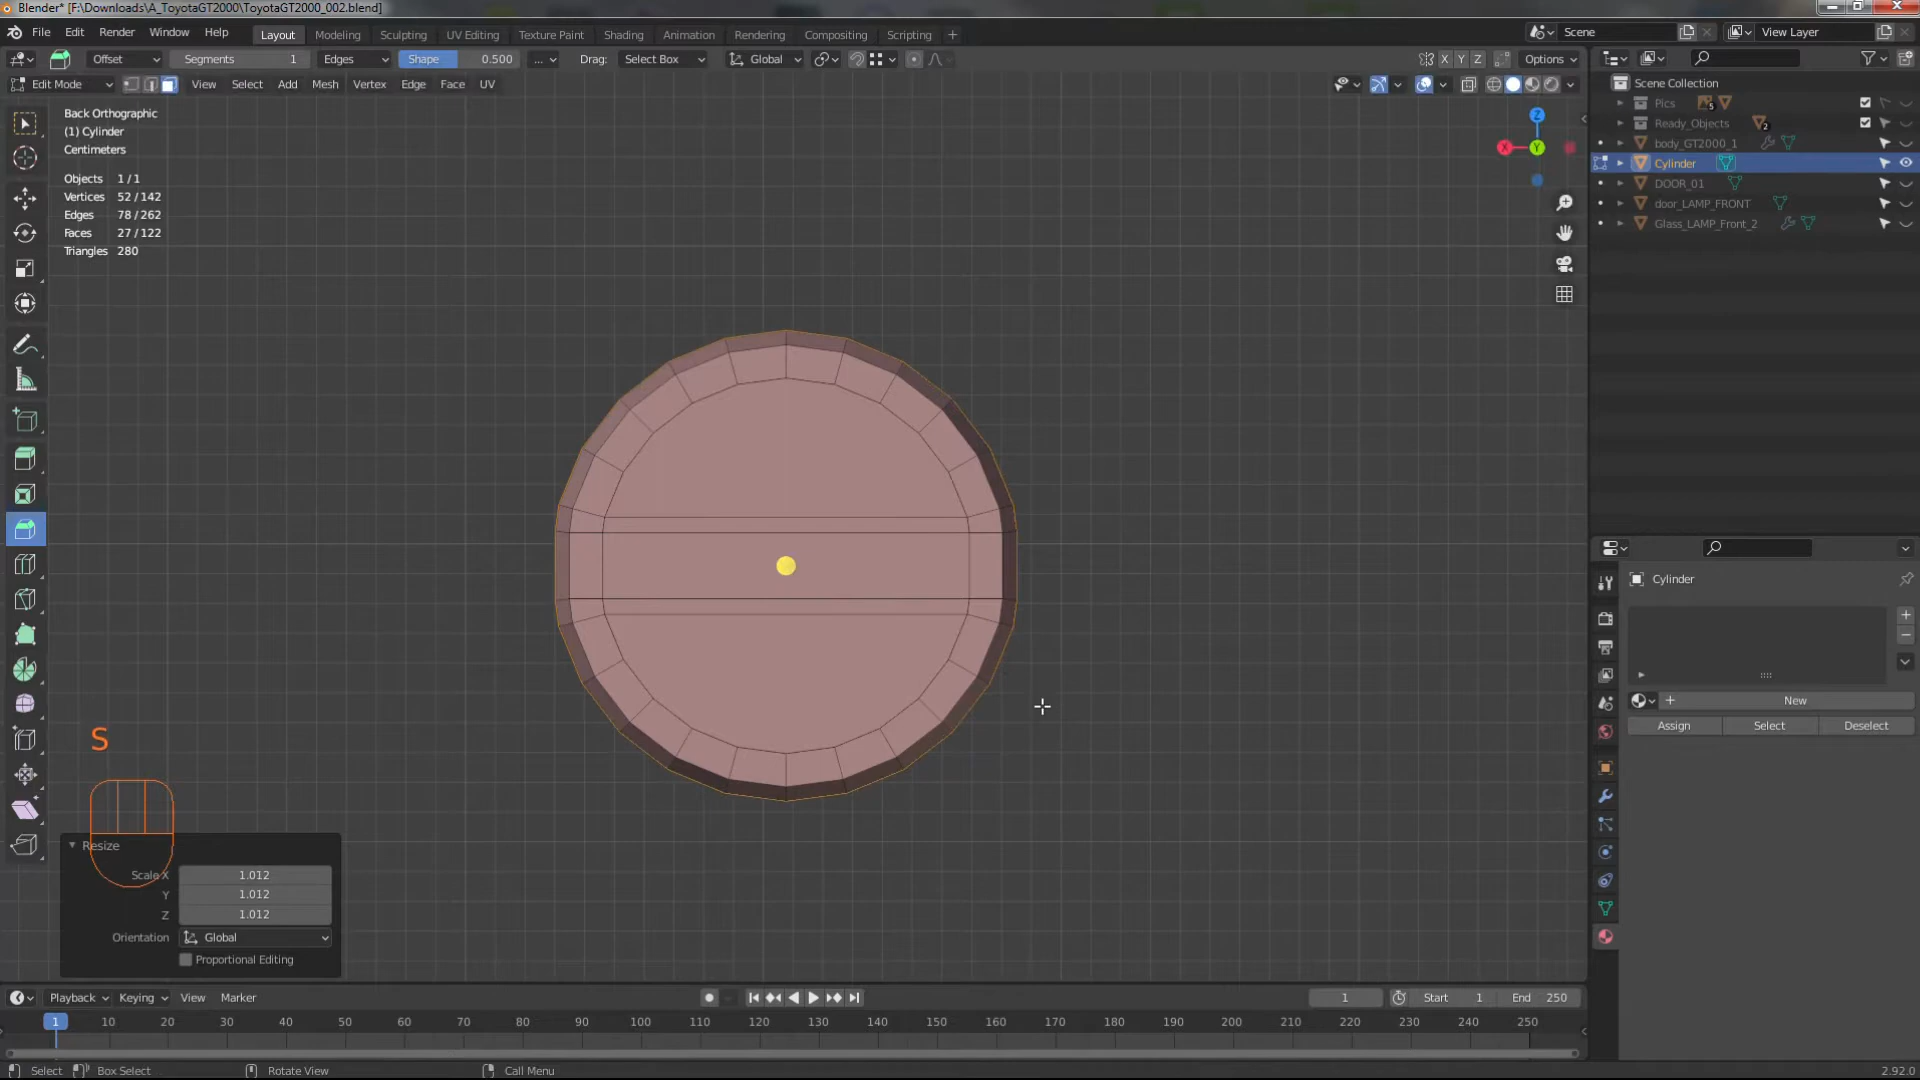 Blender* [F:\Downloads\A_ToyotaGT2000\ToyotaGT2000_002.blend]
File Edit Render Window Help Layout Modeling Sculpting UV Editing Texture Paint Shading Animation Rendering Compositing Scripting + Scene View Layer
Offset Segments 1 Edges Shape 0.500 ... Drag: Select Box Global X Y Z Options
Edit Mode View Select Add Mesh Vertex Edge Face UV
Scene Collection
Pics 5
Ready_Objects 2
body_GT2000_1
Cylinder
DOOR_01
door_LAMP_FRONT
Glass_LAMP_Front_2
Back Orthographic
(1) Cylinder
Centimeters
Objects 1/1
Vertices 52/142
Edges 78/262
Faces 27/122
Triangles 280
Z
X
Y
Cylinder
+ New
Assign Select Deselect
S
Resize
Scale X 1.012
Y 1.012
Z 1.012
Orientation Global
Proportional Editing
Playback Keying View Marker 1 Start 1 End 250
1 10 20 30 40 50 60 70 80 90 100 110 120 130 140 150 160 170 180 190 200 210 220 230 240 250
Select Box Select Rotate View Call Menu 2.92.0